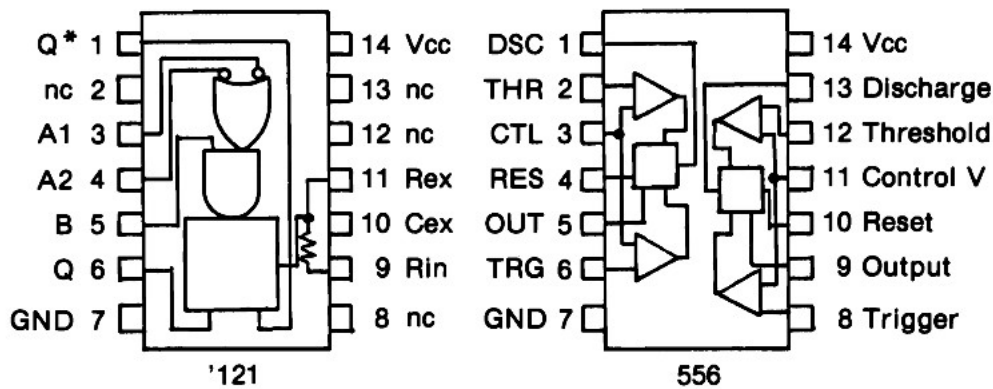 Q* 1 14 Vcc
nc 2 13 nc
A1 3 12 nc
A2 4 11 Rex
B 5 10 Cex
Q 6 9 Rin
GND 7 8 nc
'121
DSC 1 14 Vcc
THR 2 13 Discharge
CTL 3 12 Threshold
RES 4 11 Control V
OUT 5 10 Reset
TRG 6 9 Output
GND 7 8 Trigger
556